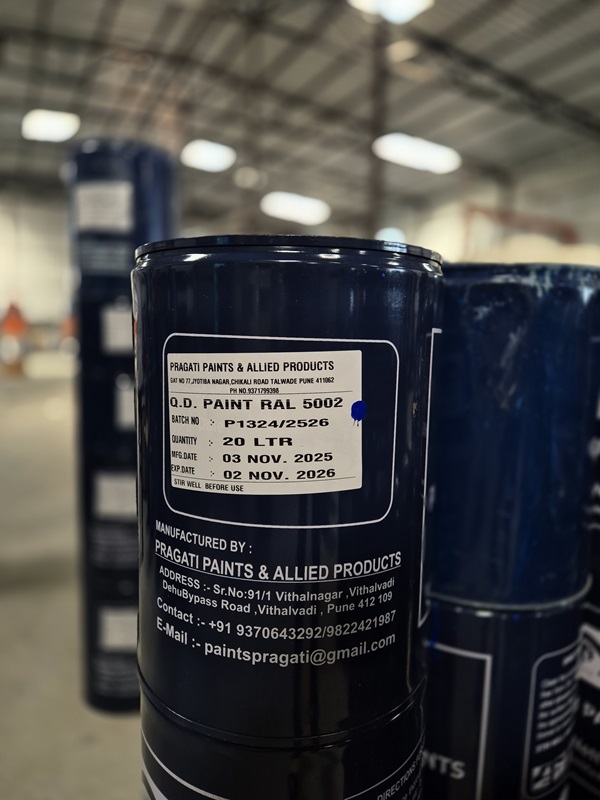 PRAGATI PAINTS & ALLIED PRODUCTS
GAT NO 77,JYOTIBA NAGAR,CHIKALI ROAD TALWADE PUNE 411062
PH NO.9371799398
Q.D. PAINT RAL 5002
BATCH NO :- P1324/2526
QUANTITY :- 20 LTR
MFG.DATE :- 03 NOV. 2025
EXP.DATE :- 02 NOV. 2026
STIR WELL BEFORE USE
MANUFACTURED BY :
PRAGATI PAINTS & ALLIED PRODUCTS
ADDRESS :- Sr.No:91/1 Vithalnagar ,Vithalvadi
DehuBypass Road ,Vithalvadi , Pune 412 109
Contact :- +91 9370643292/9822421987
E-Mail :- paintspragati@gmail.com
DIRECTIONS
NTS